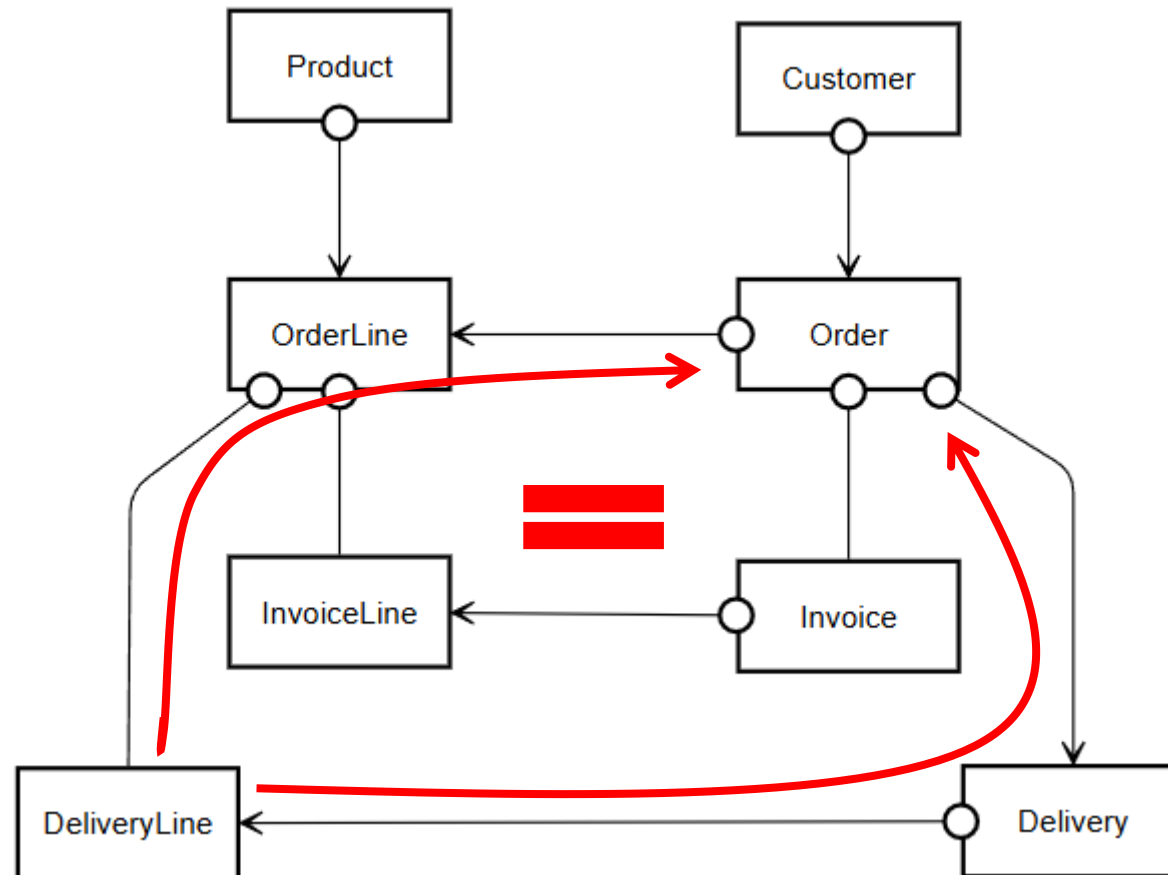 Product
Customer
OrderLine
Order
InvoiceLine
Invoice
DeliveryLine
Delivery